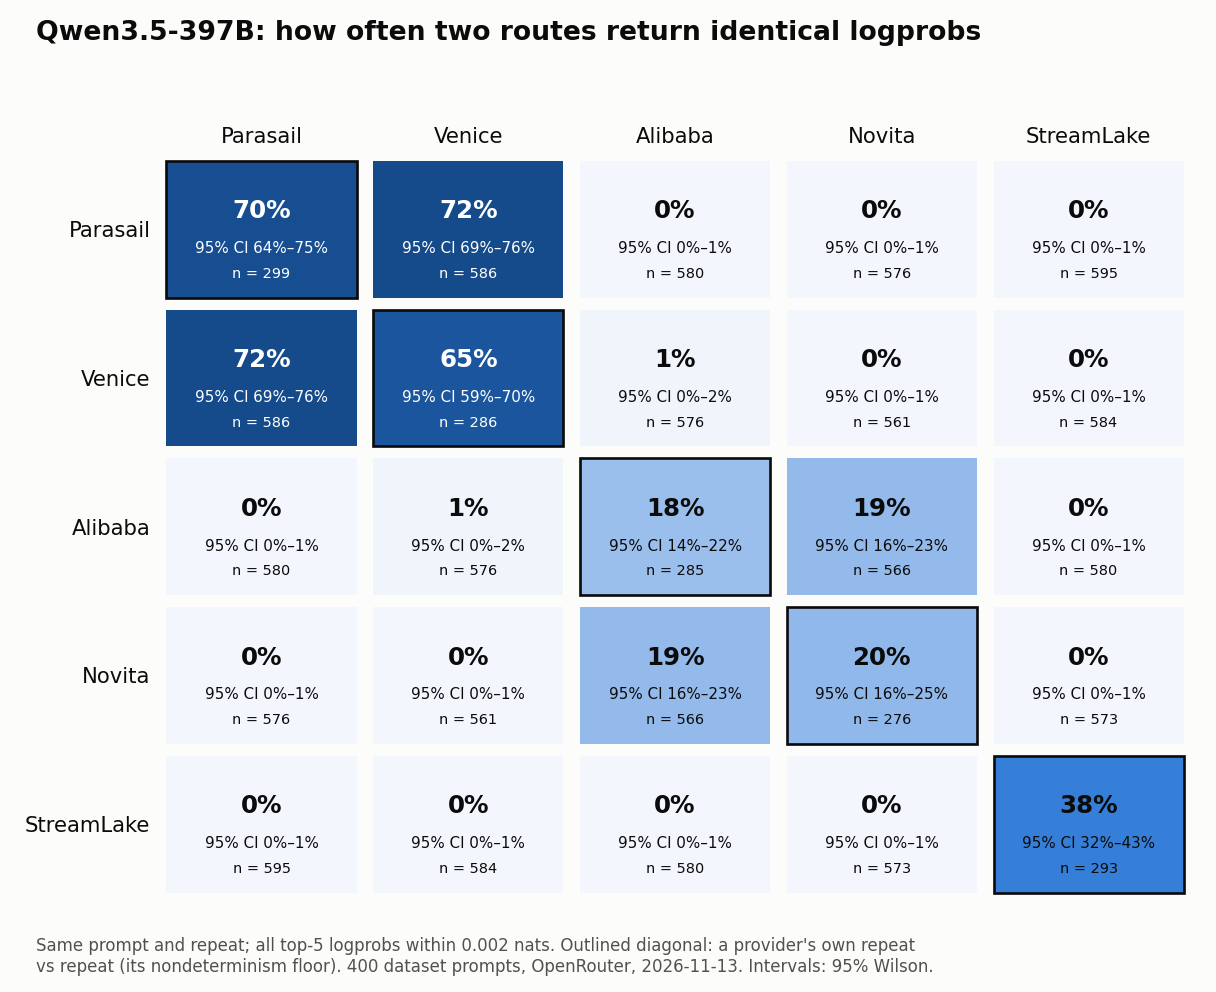 Qwen3.5-397B: how often two routes return identical logprobs
Parasail Venice Alibaba Novita StreamLake
Parasail 70% 72% 0% 0% 0%
95% CI 64%–75% 95% CI 69%–76% 95% CI 0%–1% 95% CI 0%–1% 95% CI 0%–1%
n = 299 n = 586 n = 580 n = 576 n = 595
Venice 72% 65% 1% 0% 0%
95% CI 69%–76% 95% CI 59%–70% 95% CI 0%–2% 95% CI 0%–1% 95% CI 0%–1%
n = 586 n = 286 n = 576 n = 561 n = 584
Alibaba 0% 1% 18% 19% 0%
95% CI 0%–1% 95% CI 0%–2% 95% CI 14%–22% 95% CI 16%–23% 95% CI 0%–1%
n = 580 n = 576 n = 285 n = 566 n = 580
Novita 0% 0% 19% 20% 0%
95% CI 0%–1% 95% CI 0%–1% 95% CI 16%–23% 95% CI 16%–25% 95% CI 0%–1%
n = 576 n = 561 n = 566 n = 276 n = 573
StreamLake 0% 0% 0% 0% 38%
95% CI 0%–1% 95% CI 0%–1% 95% CI 0%–1% 95% CI 0%–1% 95% CI 32%–43%
n = 595 n = 584 n = 580 n = 573 n = 293
Same prompt and repeat; all top-5 logprobs within 0.002 nats. Outlined diagonal: a provider's own repeat
vs repeat (its nondeterminism floor). 400 dataset prompts, OpenRouter, 2026-11-13. Intervals: 95% Wilson.